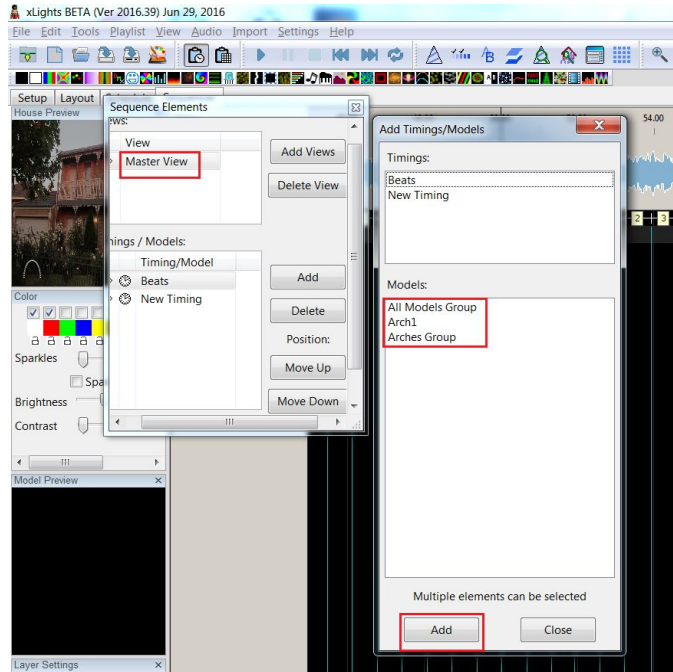 xLights BETA (Ver 2016.39) Jun 29, 2016
File Edit Tools Playlist View Audio Import Settings Help
Setup Layout
House Preview
Sequence Elements
View
Master View
Add Views
Delete View
Models:
Timing/Model
Beats
New Timing
Add
Delete
Position:
Move Up
Move Down
Color
Sparkles
Brightness
Contrast
Model Preview
Layer Settings
Add Timings/Models
Timings:
Beats
New Timing
Models:
All Models Group
Arch1
Arches Group
Multiple elements can be selected
Add Close
54.00
2 3